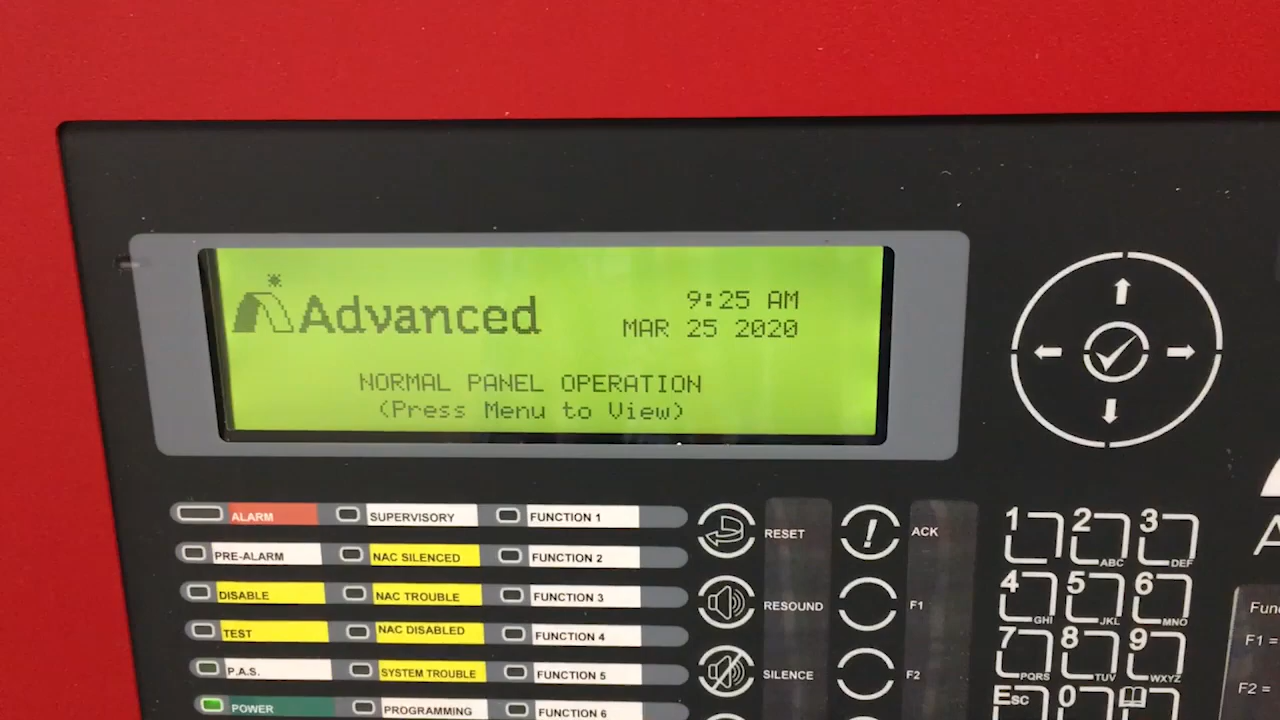 Advanced
9:25 AM
MAR 25 2020
NORMAL PANEL OPERATION
(Press Menu to View)
ALARM
SUPERVISORY
FUNCTION 1
PRE-ALARM
NAC SILENCED
FUNCTION 2
DISABLE
NAC TROUBLE
FUNCTION 3
TEST
NAC DISABLED
FUNCTION 4
P.A.S.
SYSTEM TROUBLE
FUNCTION 5
POWER
PROGRAMMING
FUNCTION 6
RESET
! ACK
RESOUND
F1
SILENCE
F2
1 2 ABC 3 DEF
4 GHI 5 JKL 6 MNO
7 PQRS 8 TUV 9 WXYZ
Esc 0
F1 =
F2 =